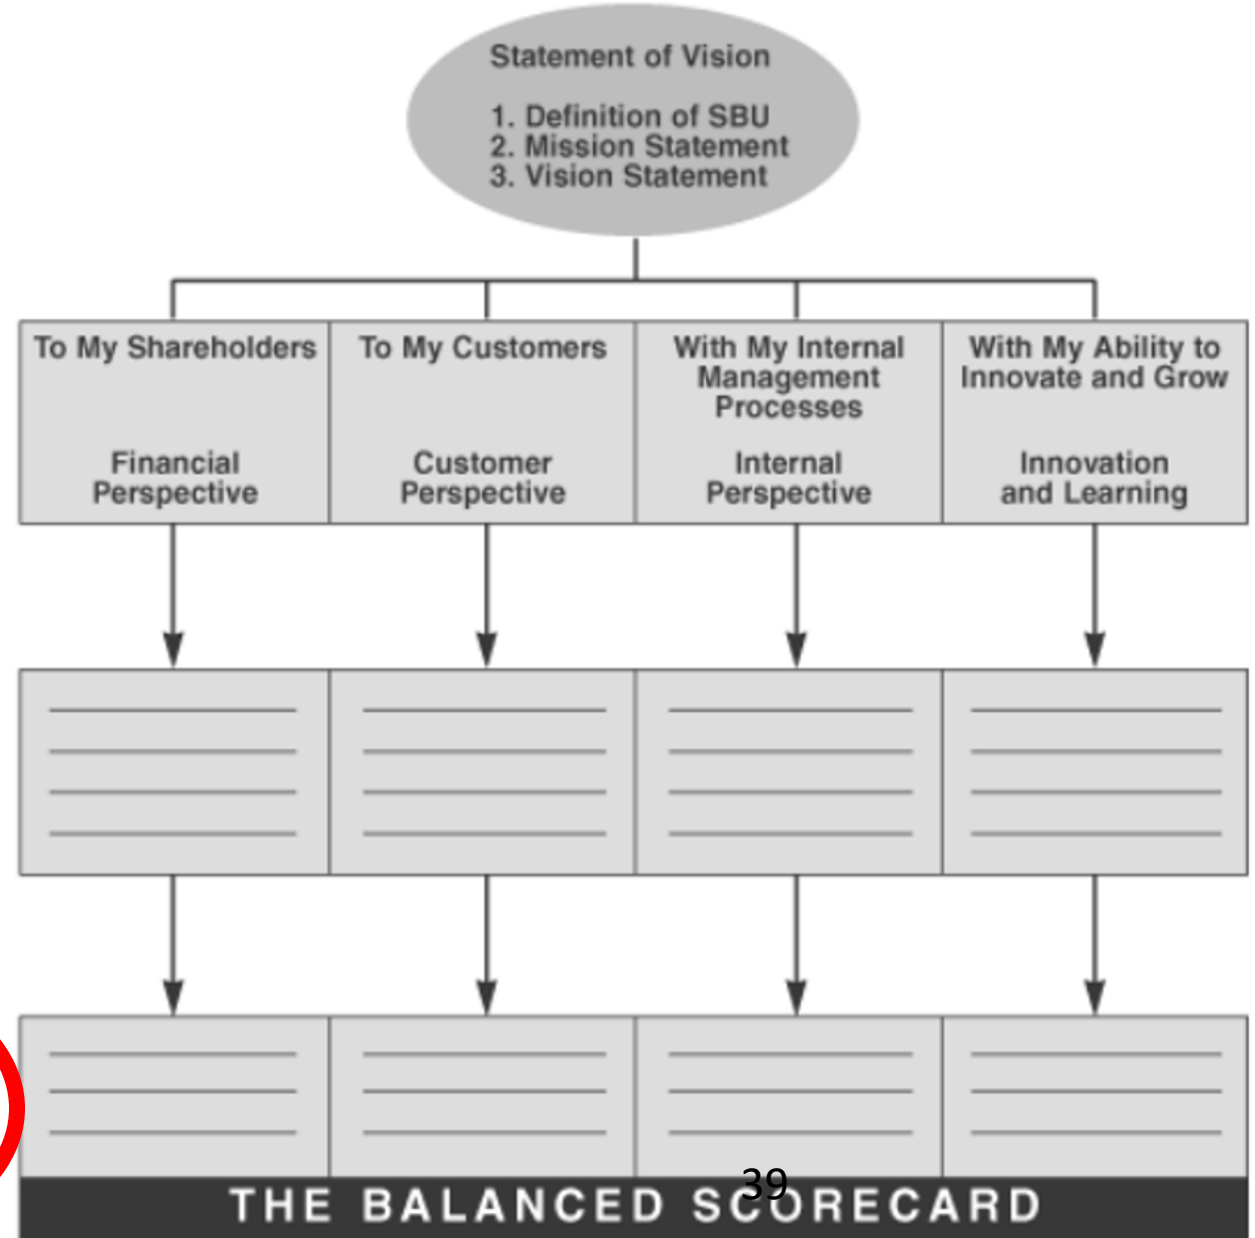 Statement of Vision
1. Definition of SBU
2. Mission Statement
3. Vision Statement
To My Shareholders
Financial
Perspective
To My Customers
Customer
Perspective
With My Internal
Management
Processes
Internal
Perspective
With My Ability to
Innovate and Grow
Innovation
and Learning
39
THE BALANCED SCORECARD